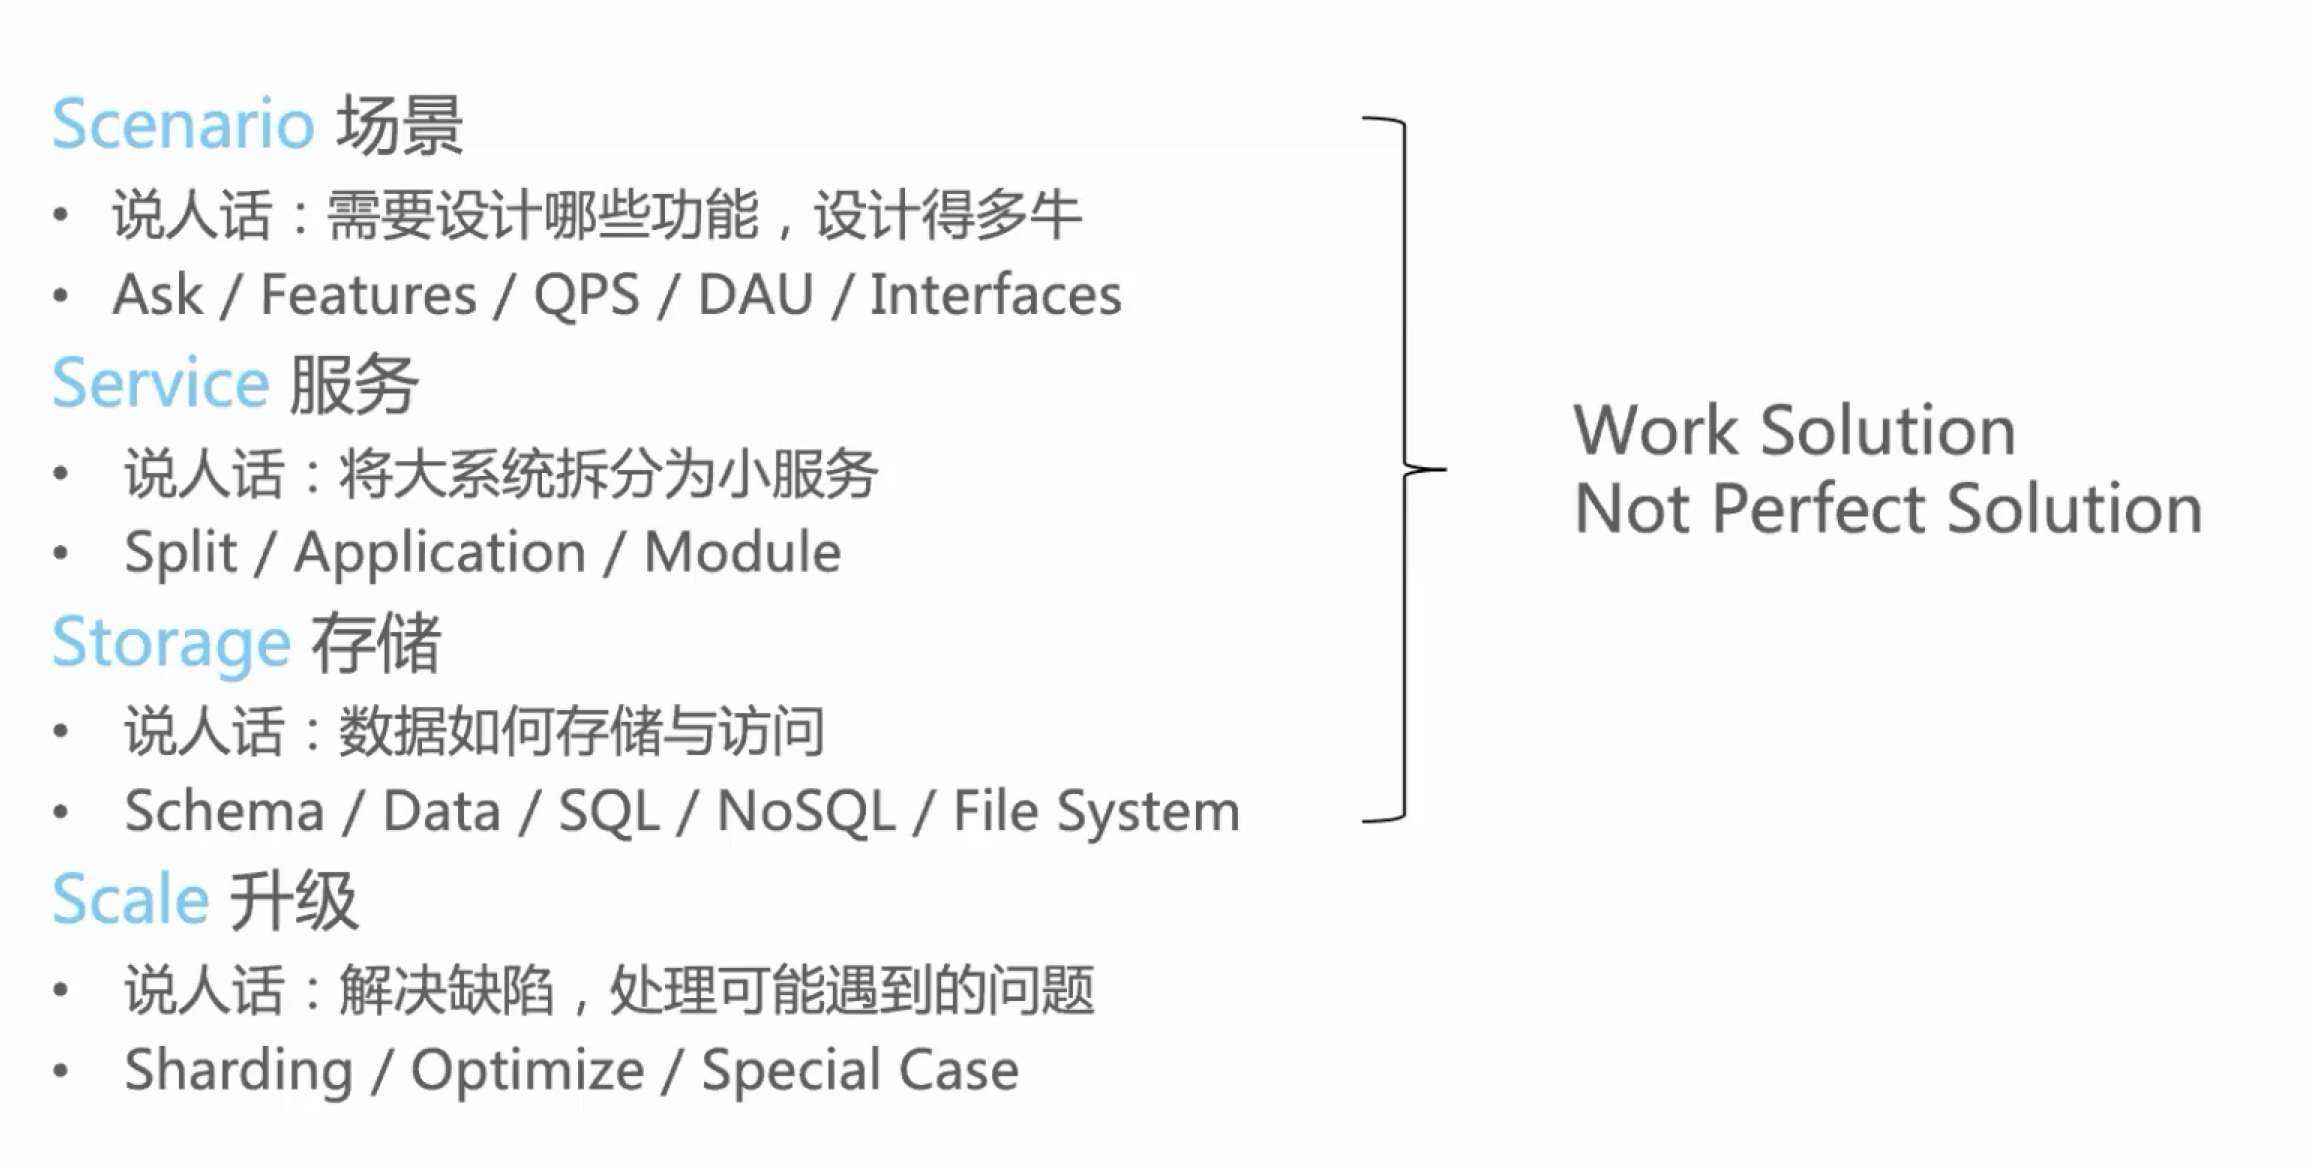 Scenario 场景
• 说人话：需要设计哪些功能，设计得多牛
• Ask / Features / QPS / DAU / Interfaces
Service 服务
• 说人话：将大系统拆分为小服务
• Split / Application / Module
Storage 存储
• 说人话：数据如何存储与访问
• Schema / Data / SQL / NoSQL / File System
Scale 升级
• 说人话：解决缺陷，处理可能遇到的问题
• Sharding / Optimize / Special Case
Work Solution
Not Perfect Solution